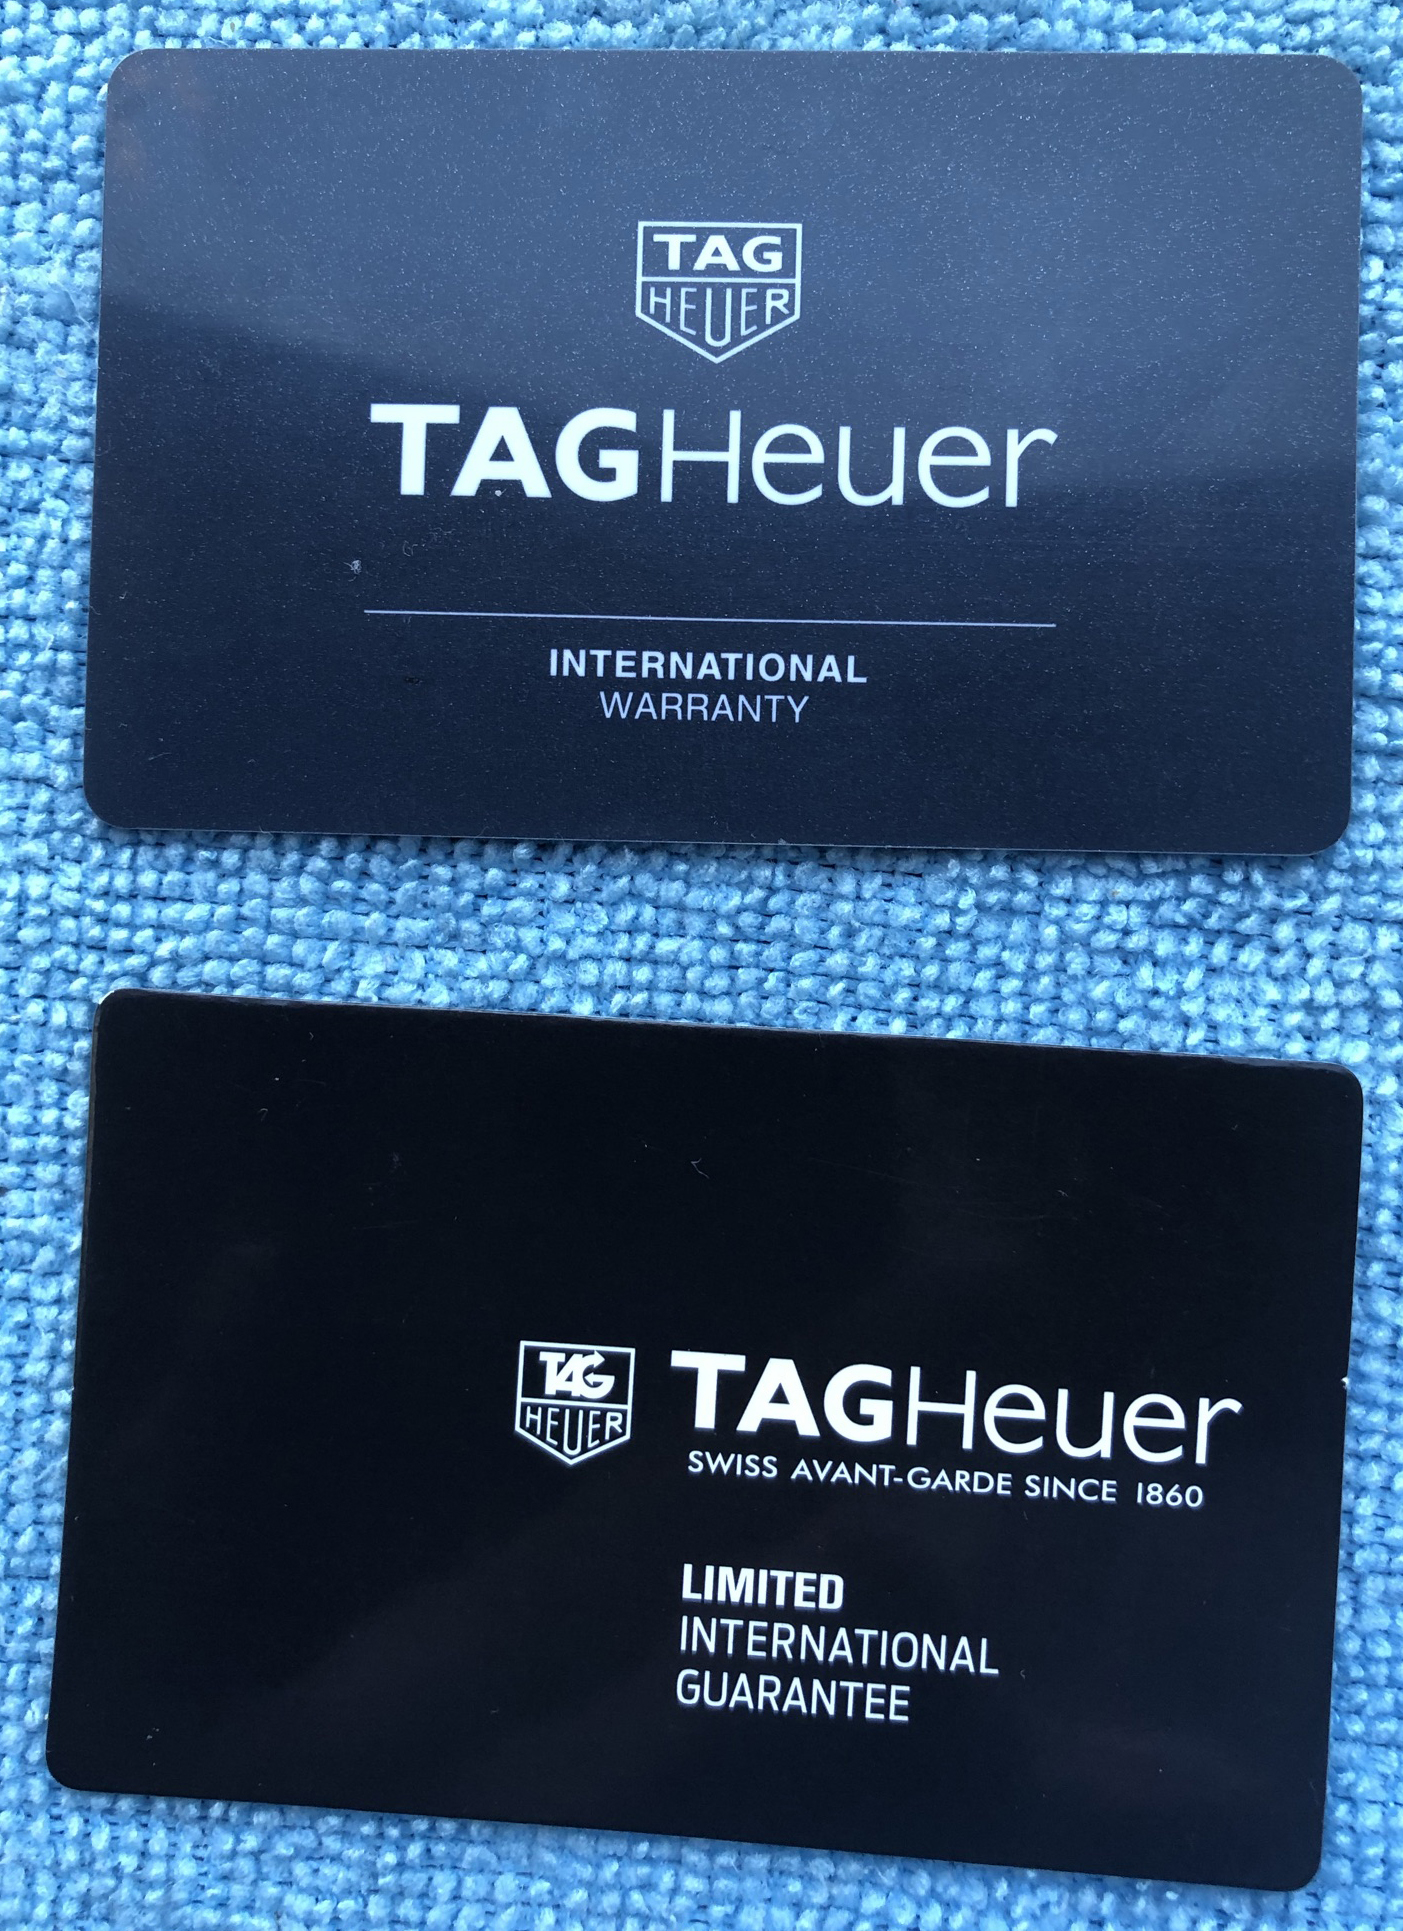 TAG
HEUER
TAGHeuer
INTERNATIONAL
WARRANTY
TAG
HEUER
TAGHeuer
SWISS AVANT-GARDE SINCE 1860
LIMITED
INTERNATIONAL
GUARANTEE